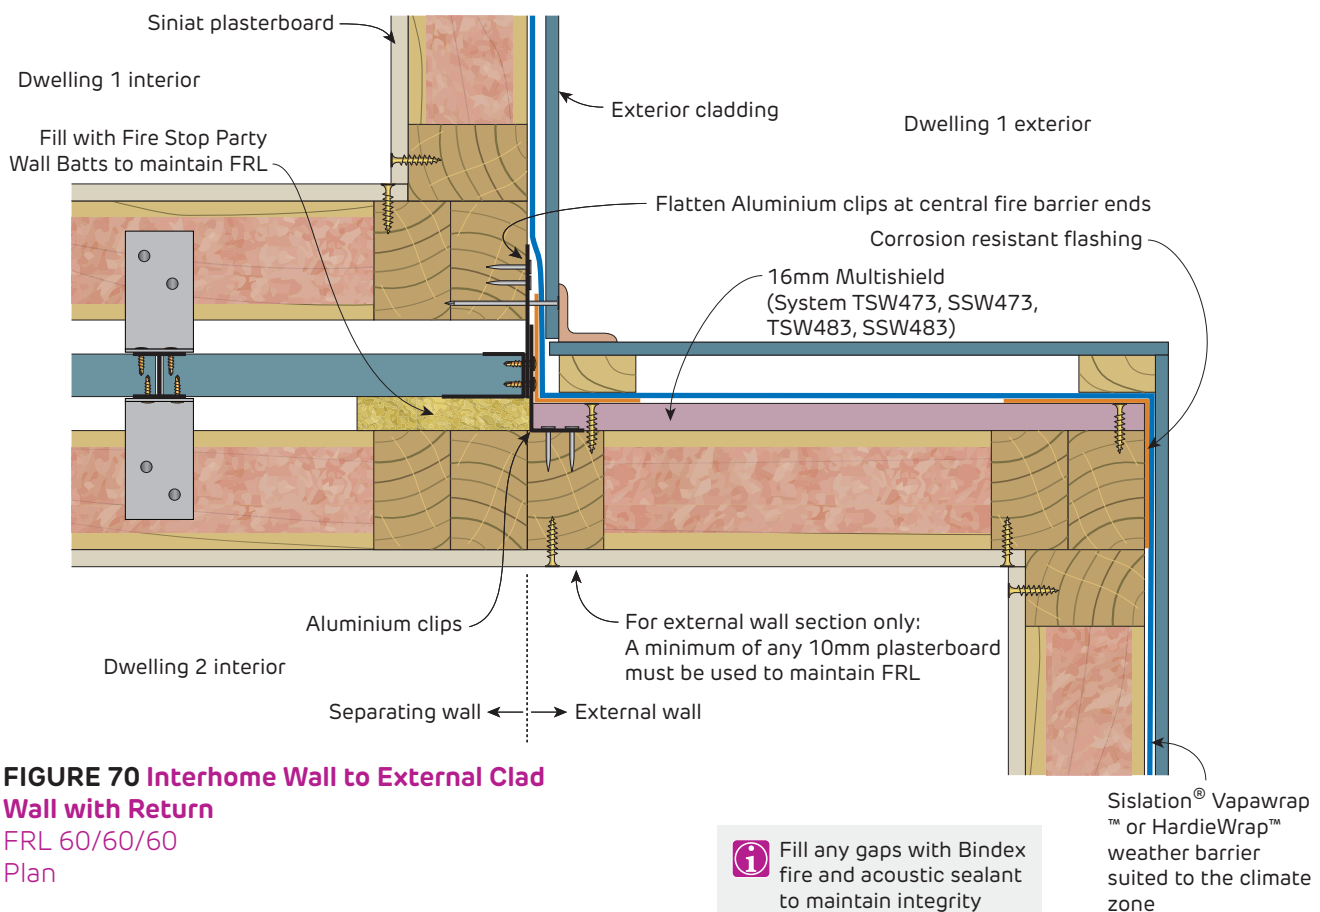 Siniat plasterboard
Dwelling 1 interior
Exterior cladding
Dwelling 1 exterior
Fill with Fire Stop Party
Wall Batts to maintain FRL
Flatten Aluminium clips at central fire barrier ends
Corrosion resistant flashing
16mm Multishield
(System TSW473, SSW473,
TSW483, SSW483)
Aluminium clips
For external wall section only:
A minimum of any 10mm plasterboard
must be used to maintain FRL
Dwelling 2 interior
Separating wall
External wall
FIGURE 70 Interhome Wall to External Clad
Wall with Return
FRL 60/60/60
Plan
Fill any gaps with Bindex
fire and acoustic sealant
to maintain integrity
Sislation® Vapawrap
™ or HardieWrap™
weather barrier
suited to the climate
zone